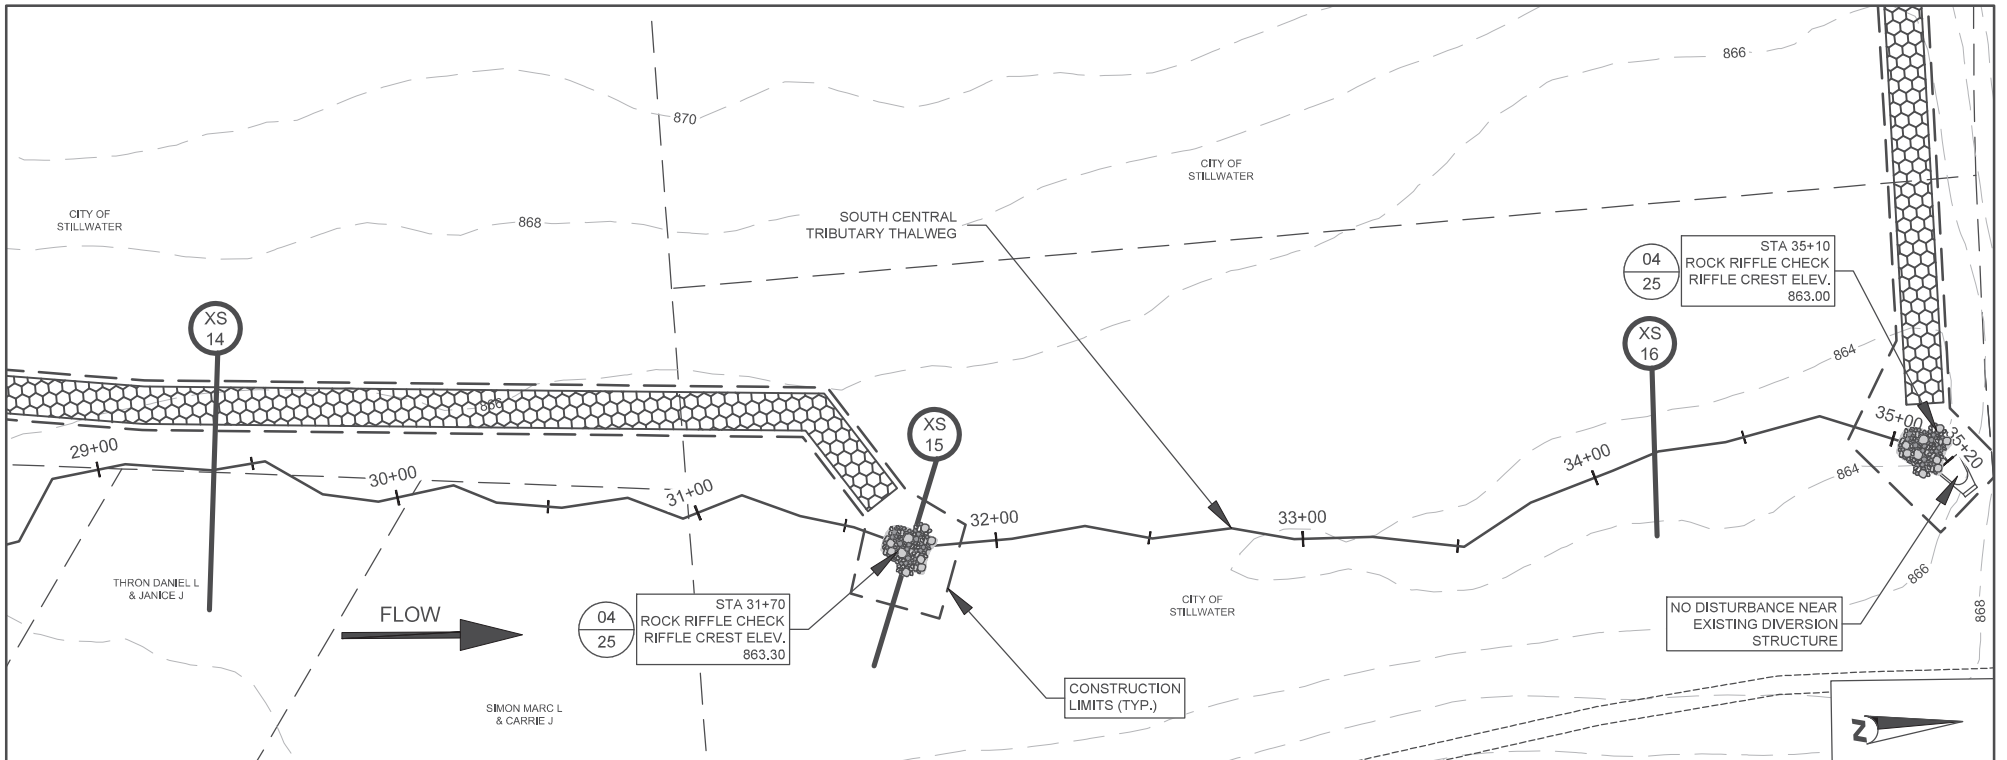 866
870
CITY OF
STILLWATER
CITY OF
STILLWATER
868
SOUTH CENTRAL
TRIBUTARY THALWEG
04
25
STA 35+10
ROCK RIFFLE CHECK
RIFFLE CREST ELEV.
863.00
XS
14
XS
16
864
866
XS
15
35+00
35+20
29+00
30+00
31+00
32+00
33+00
34+00
864
866
868
THRON DANIEL L
& JANICE J
FLOW
04
25
STA 31+70
ROCK RIFFLE CHECK
RIFFLE CREST ELEV.
863.30
CITY OF
STILLWATER
NO DISTURBANCE NEAR
EXISTING DIVERSION
STRUCTURE
CONSTRUCTION
LIMITS (TYP.)
SIMON MARC L
& CARRIE J
N